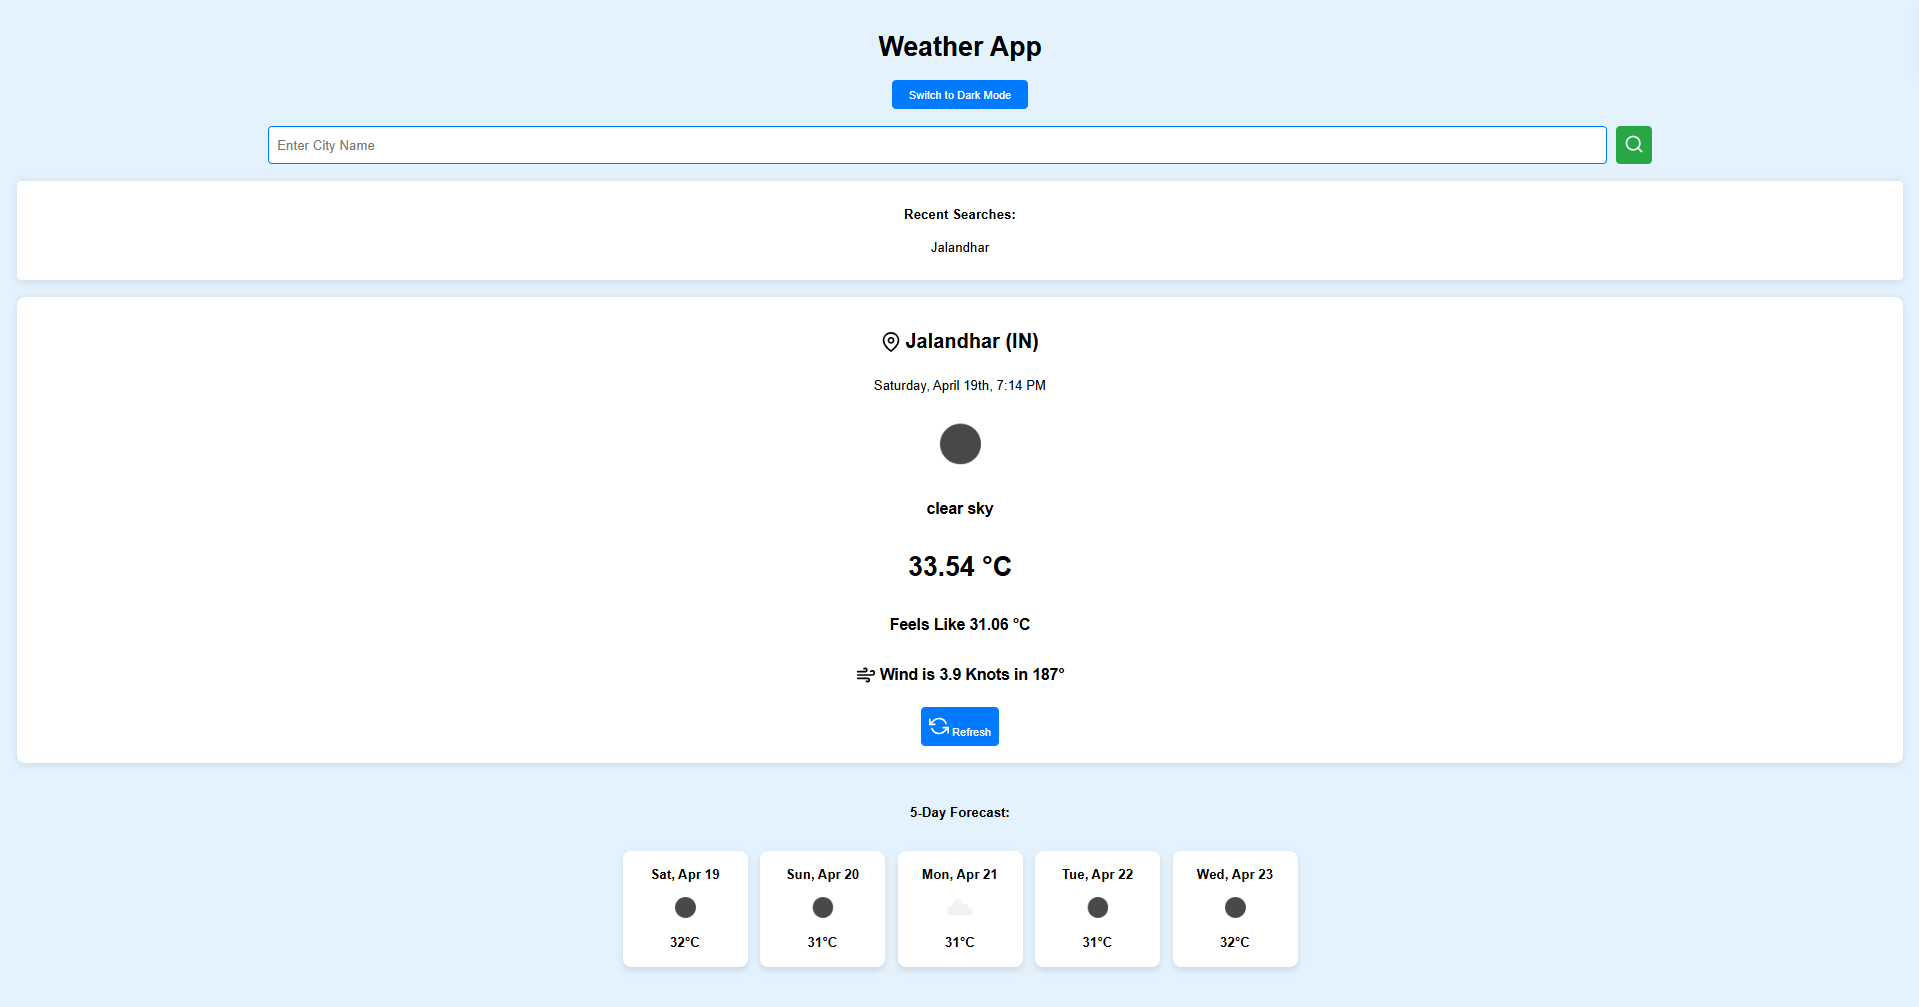 Weather App
Switch to Dark Mode
Enter City Name
Recent Searches:
Jalandhar
Jalandhar (IN)
Saturday, April 19th, 7:14 PM
clear sky
33.54 °C
Feels Like 31.06 °C
Wind is 3.9 Knots in 187°
Refresh
5-Day Forecast:
Sat, Apr 19
32°C
Sun, Apr 20
31°C
Mon, Apr 21
31°C
Tue, Apr 22
31°C
Wed, Apr 23
32°C